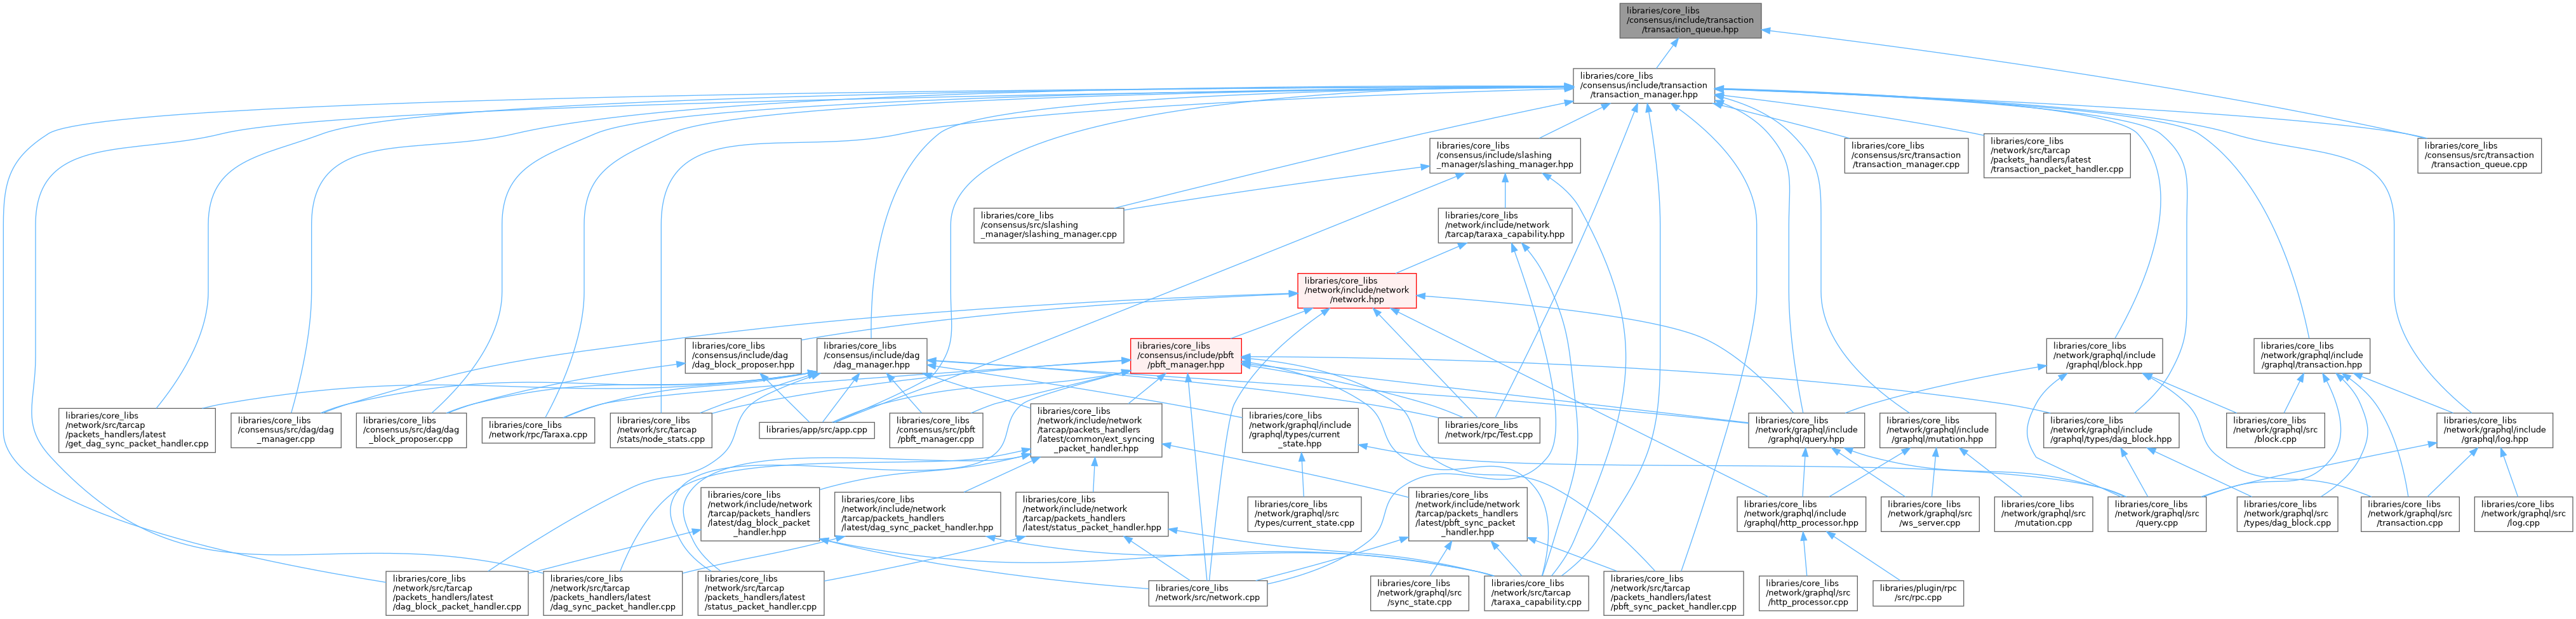 libraries/core_libs
/consensus/include/transaction
/transaction_queue.hpp
libraries/core_libs
/consensus/include/transaction
/transaction_manager.hpp
libraries/core_libs
/consensus/include/slashing
_manager/slashing_manager.hpp
libraries/core_libs
/consensus/src/transaction
/transaction_manager.cpp
libraries/core_libs
/network/src/tarcap
/packets_handlers/latest
/transaction_packet_handler.cpp
libraries/core_libs
/consensus/src/transaction
/transaction_queue.cpp
libraries/core_libs
/consensus/src/slashing
_manager/slashing_manager.cpp
libraries/core_libs
/network/include/network
/tarcap/taraxa_capability.hpp
libraries/core_libs
/network/include/network
/network.hpp
libraries/core_libs
/consensus/include/dag
/dag_block_proposer.hpp
libraries/core_libs
/consensus/include/dag
/dag_manager.hpp
libraries/core_libs
/consensus/include/pbft
/pbft_manager.hpp
libraries/core_libs
/network/graphql/include
/graphql/block.hpp
libraries/core_libs
/network/graphql/include
/graphql/transaction.hpp
libraries/core_libs
/network/src/tarcap
/packets_handlers/latest
/get_dag_sync_packet_handler.cpp
libraries/core_libs
/consensus/src/dag/dag
_manager.cpp
libraries/core_libs
/consensus/src/dag/dag
_block_proposer.cpp
libraries/core_libs
/network/rpc/Taraxa.cpp
libraries/core_libs
/network/src/tarcap
/stats/node_stats.cpp
libraries/app/src/app.cpp
libraries/core_libs
/consensus/src/pbft
/pbft_manager.cpp
libraries/core_libs
/network/include/network
/tarcap/packets_handlers
/latest/common/ext_syncing
_packet_handler.hpp
libraries/core_libs
/network/graphql/include
/graphql/types/current
_state.hpp
libraries/core_libs
/network/rpc/Test.cpp
libraries/core_libs
/network/graphql/include
/graphql/query.hpp
libraries/core_libs
/network/graphql/include
/graphql/mutation.hpp
libraries/core_libs
/network/graphql/include
/graphql/types/dag_block.hpp
libraries/core_libs
/network/graphql/src
/block.cpp
libraries/core_libs
/network/graphql/include
/graphql/log.hpp
libraries/core_libs
/network/include/network
/tarcap/packets_handlers
/latest/dag_block_packet
_handler.hpp
libraries/core_libs
/network/include/network
/tarcap/packets_handlers
/latest/dag_sync_packet_handler.hpp
libraries/core_libs
/network/include/network
/tarcap/packets_handlers
/latest/status_packet_handler.hpp
libraries/core_libs
/network/graphql/src
/types/current_state.cpp
libraries/core_libs
/network/include/network
/tarcap/packets_handlers
/latest/pbft_sync_packet
_handler.hpp
libraries/core_libs
/network/graphql/include
/graphql/http_processor.hpp
libraries/core_libs
/network/graphql/src
/ws_server.cpp
libraries/core_libs
/network/graphql/src
/mutation.cpp
libraries/core_libs
/network/graphql/src
/query.cpp
libraries/core_libs
/network/graphql/src
/types/dag_block.cpp
libraries/core_libs
/network/graphql/src
/transaction.cpp
libraries/core_libs
/network/graphql/src
/log.cpp
libraries/core_libs
/network/src/tarcap
/packets_handlers/latest
/dag_block_packet_handler.cpp
libraries/core_libs
/network/src/tarcap
/packets_handlers/latest
/dag_sync_packet_handler.cpp
libraries/core_libs
/network/src/tarcap
/packets_handlers/latest
/status_packet_handler.cpp
libraries/core_libs
/network/src/network.cpp
libraries/core_libs
/network/graphql/src
/sync_state.cpp
libraries/core_libs
/network/src/tarcap
/taraxa_capability.cpp
libraries/core_libs
/network/src/tarcap
/packets_handlers/latest
/pbft_sync_packet_handler.cpp
libraries/core_libs
/network/graphql/src
/http_processor.cpp
libraries/plugin/rpc
/src/rpc.cpp